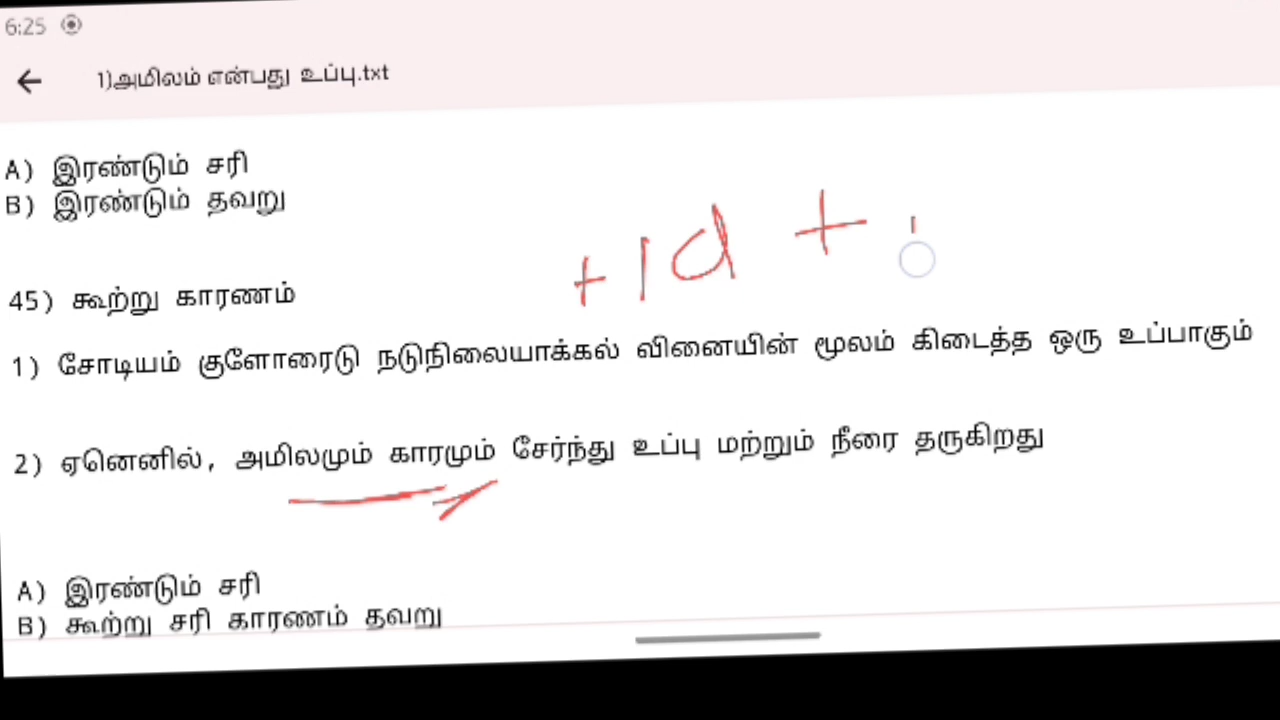 6:25
1)அமிலம் என்பது உப்பு.txt
A) இரண்டும் சரி
B) இரண்டும் தவறு
45) கூற்று காரணம்
1) சோடியம் குளோரைடு நடுநிலையாக்கல் வினையின் மூலம் கிடைத்த ஒரு உப்பாகும்
2) ஏனெனில், அமிலமும் காரமும் சேர்ந்து உப்பு மற்றும் நீரை தருகிறது
A) இரண்டும் சரி
B) கூற்று சரி காரணம் தவறு